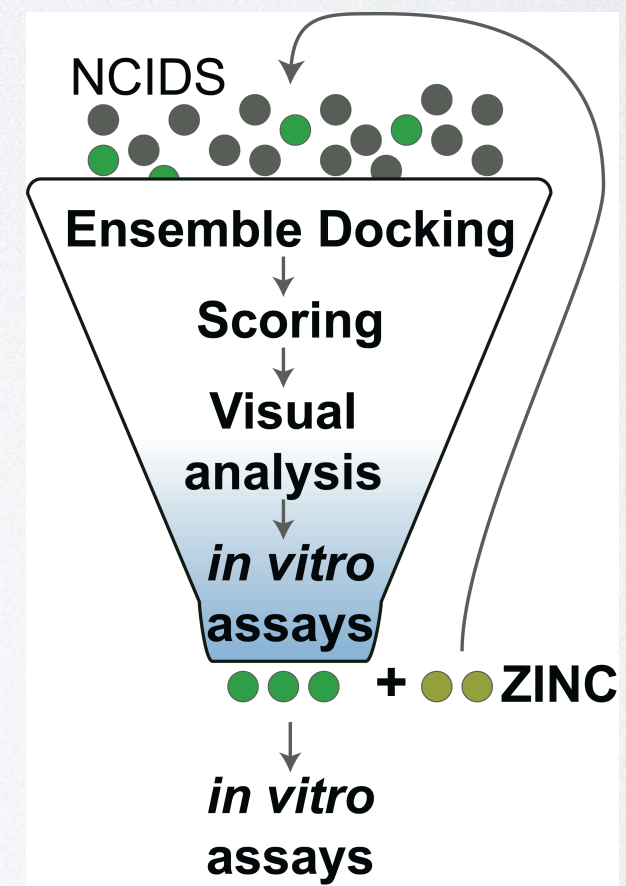 NCIDS
Ensemble Docking
Scoring
Visual
analysis
in vitro
assays
+ ZINC
in vitro
assays